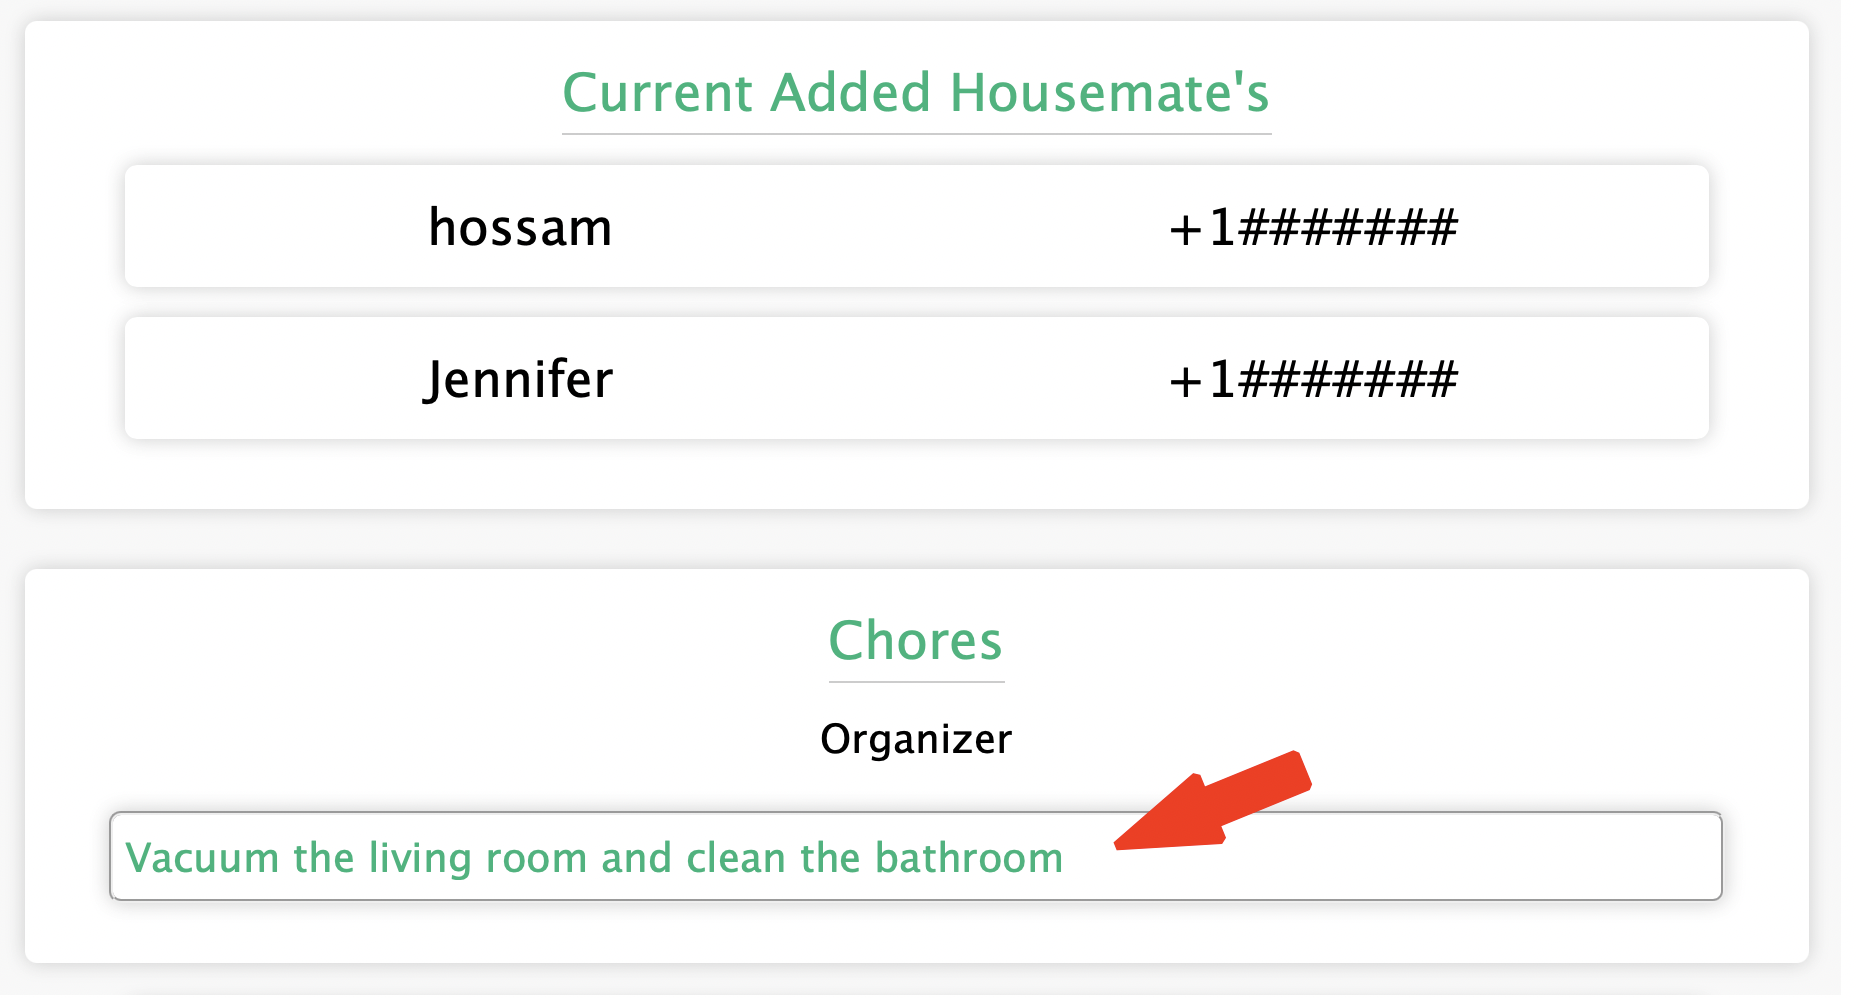 Current Added Housemate's
hossam +1#######
Jennifer +1#######
Chores
Organizer
Vacuum the living room and clean the bathroom